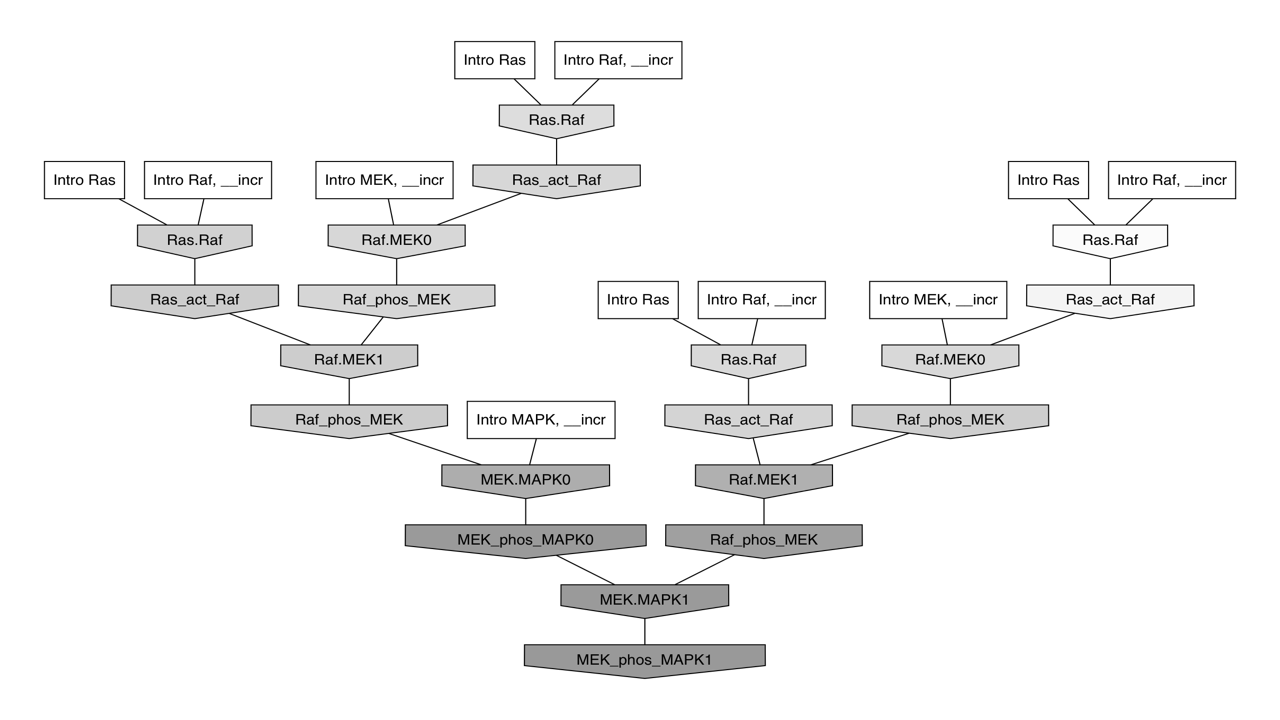 Intro Ras
Intro Raf, __incr
Ras.Raf
Intro Ras
Intro Raf, __incr
Intro MEK, __incr
Ras_act_Raf
Intro Ras
Intro Raf, __incr
Ras.Raf
Raf.MEK0
Ras.Raf
Ras_act_Raf
Raf_phos_MEK
Intro Ras
Intro Raf, __incr
Intro MEK, __incr
Ras_act_Raf
Raf.MEK1
Ras.Raf
Raf.MEK0
Raf_phos_MEK
Intro MAPK, __incr
Ras_act_Raf
Raf_phos_MEK
MEK.MAPK0
Raf.MEK1
MEK_phos_MAPK0
Raf_phos_MEK
MEK.MAPK1
MEK_phos_MAPK1